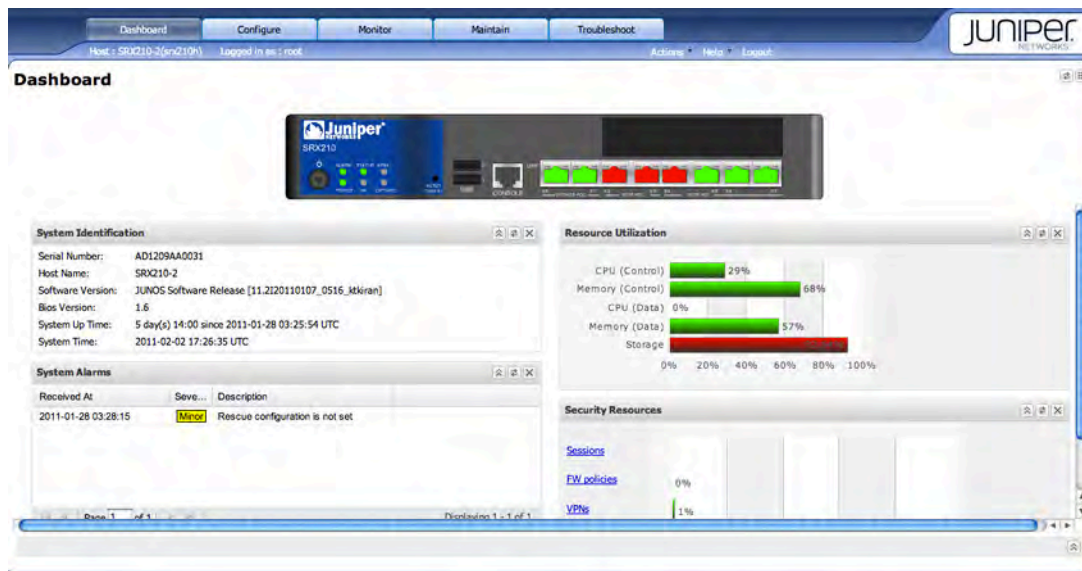 Dashboard Configure Monitor Maintain Troubleshoot
JUNIPER
NETWORKS
Host : SRX210-2(srx210h) Logged in as : root Actions Help Logout
Dashboard
Juniper
NETWORKS
SRX210
CONSOLE
System Identification
Serial Number: AD1209AA0031
Host Name: SRX210-2
Software Version: JUNOS Software Release [11.2I20110107_0516_ktkiran]
Bios Version: 1.6
System Up Time: 5 day(s) 14:00 since 2011-01-28 03:25:54 UTC
System Time: 2011-02-02 17:26:35 UTC
System Alarms
Received At Seve... Description
2011-01-28 03:28:15 Minor Rescue configuration is not set
Page 1 of 1 Displaying 1 - 1 of 1
Resource Utilization
CPU (Control) 29%
Memory (Control) 68%
CPU (Data) 0%
Memory (Data) 57%
Storage
0% 20% 40% 60% 80% 100%
Security Resources
Sessions
FW policies 0%
VPNs 1%